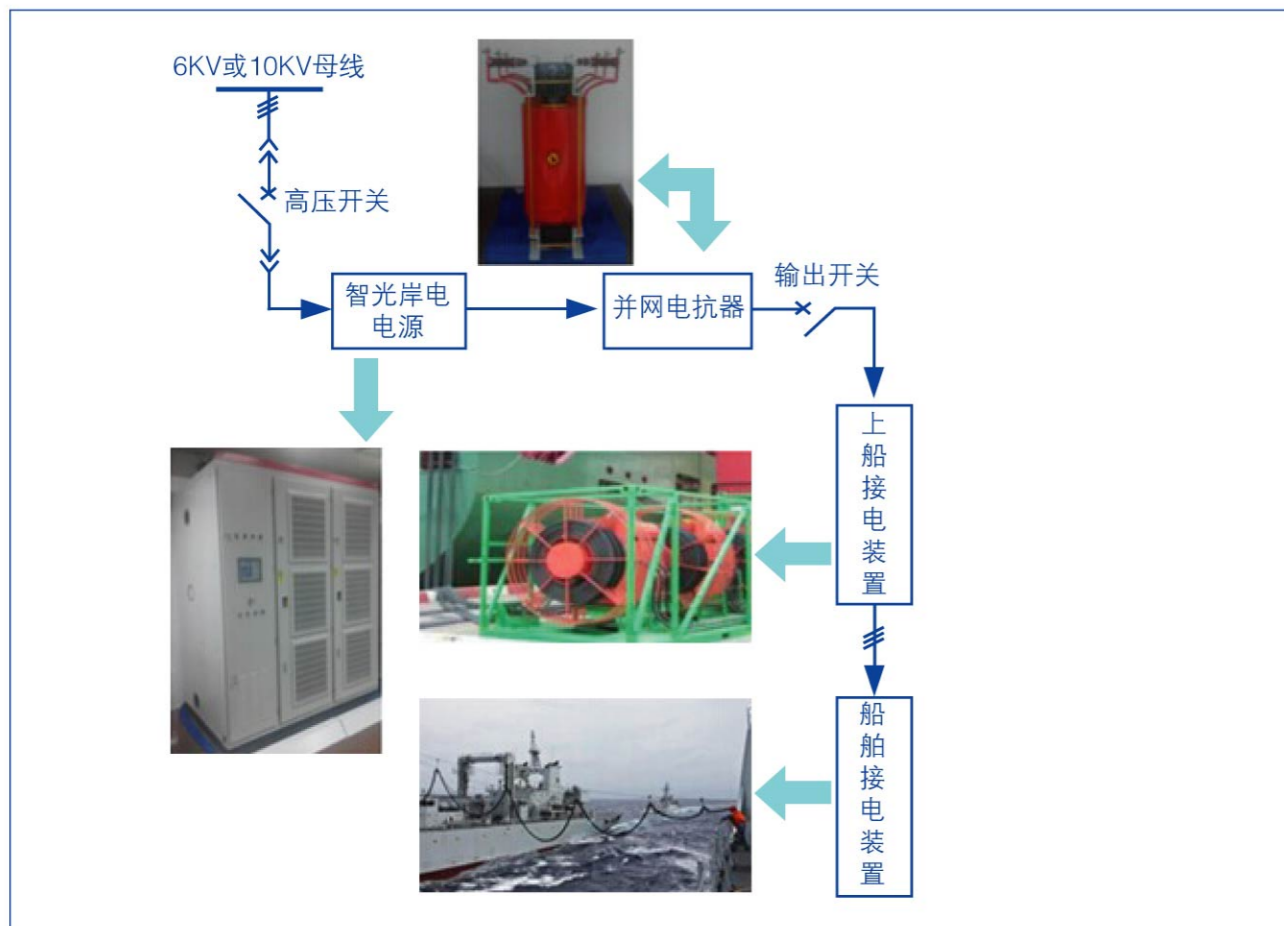 6KV或10KV母线
高压开关
智光岸电
电源
并网电抗器
输出开关
上
船
接
电
装
置
船
舶
接
电
装
置